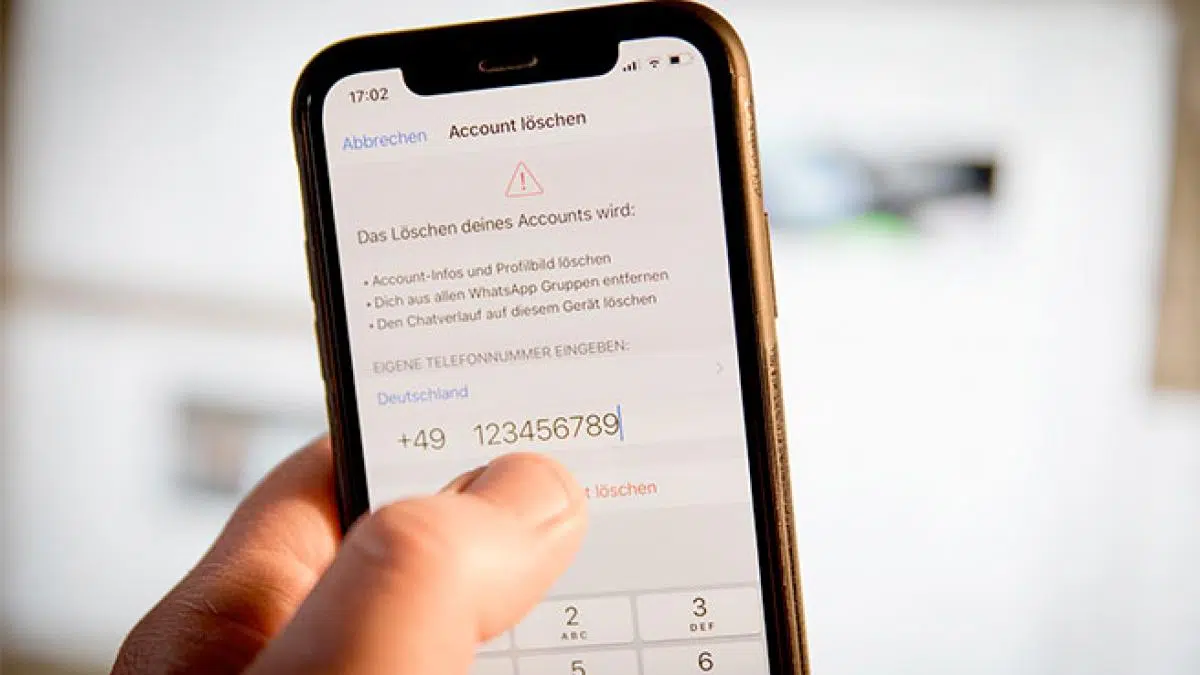 17:02
Abbrechen Account löschen
Das Löschen deines Accounts wird:
• Account-Infos und Profilbild löschen
• Dich aus allen WhatsApp Gruppen entfernen
• Den Chatverlauf auf diesem Gerät löschen
EIGENE TELEFONNUMMER EINGEBEN:
Deutschland
+49 123456789
t löschen
2 3
ABC DEF
5 6